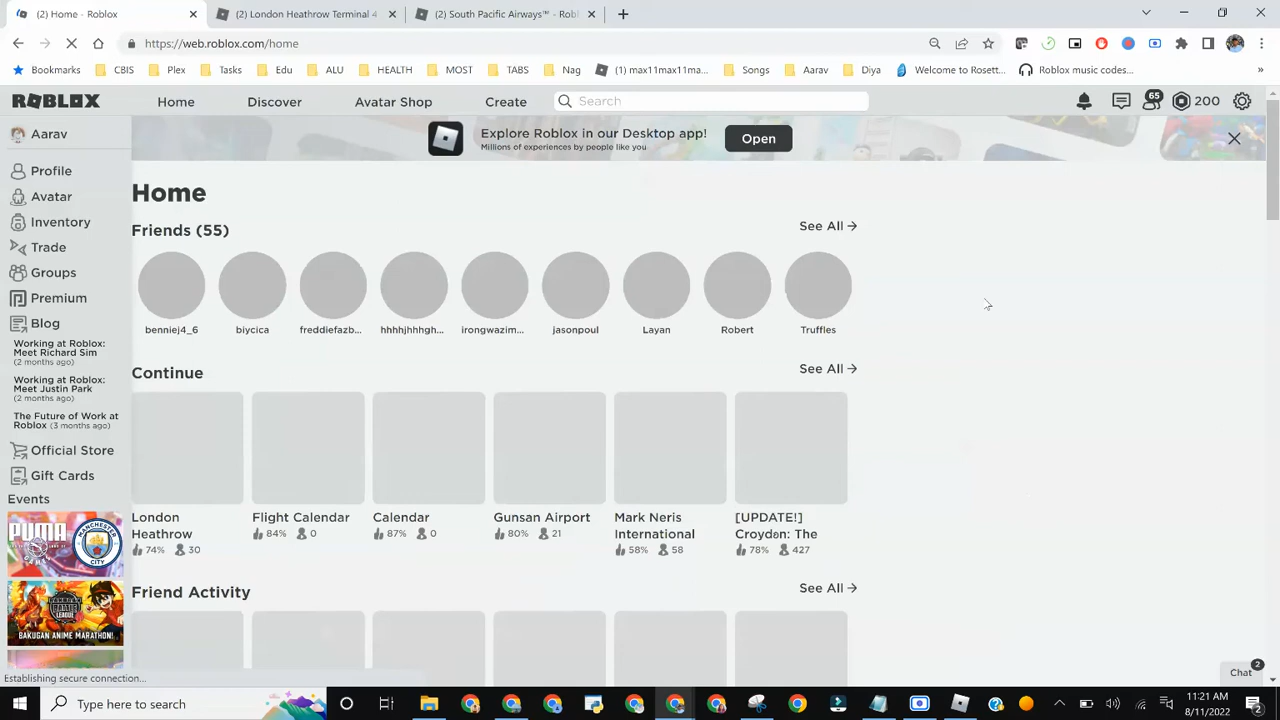 (2) Home - Roblox
(2) London Heathrow Terminal 4
(2) South Pacific Airways™ - Robl
https://web.roblox.com/home
Bookmarks CBIS Plex Tasks Edu ALU HEALTH MOST TABS Nag (1) max11max11ma... Songs Aarav Diya Welcome to Rosett... Roblox music codes... »
ROBLOX Home Discover Avatar Shop Create Search 65 200
Explore Roblox in our Desktop app!
Millions of experiences by people like you
Open
Aarav
Profile
Avatar
Inventory
Trade
Groups
Premium
Blog
Working at Roblox:
Meet Richard Sim
(2 months ago)
Working at Roblox:
Meet Justin Park
(2 months ago)
The Future of Work at
Roblox (3 months ago)
Official Store
Gift Cards
Events
PUMA
MANCHESTER
CITY
BAKUGAN
BATTLE
LEAGUE
BAKUGAN ANIME MARATHON!
Home
Friends (55) See All →
benniej4_6 biycica freddiefazb... hhhhjhhhgh... irongwazim... jasonpoul Layan Robert Truffles
Continue See All →
London
Heathrow
74% 30
Flight Calendar
84% 0
Calendar
87% 0
Gunsan Airport
80% 21
Mark Neris
International
58% 58
[UPDATE!]
Croydon: The
78% 427
Friend Activity See All →
Chat 2
Establishing secure connection...
Type here to search
11:21 AM
8/11/2022
2